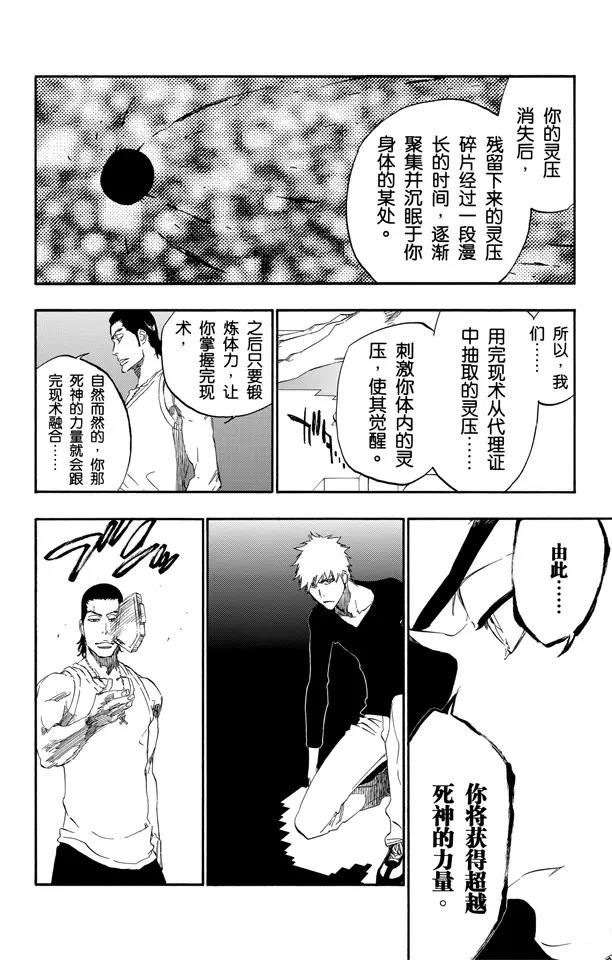 你的灵压
消失后，
残留下来的灵压
碎片经过一段漫
长的时间，逐渐
聚集并沉眠于你
身体的某处。
所以，我
们……
用完现术从代理证
中抽取的灵压……
刺激你体内的灵
压，使其觉醒。
之后只要锻
炼体力，让
你掌握完现
术，
自然而然的，你那
死神的力量就会跟
完现术融合……
由此……
你将获得超越
死神的力量。